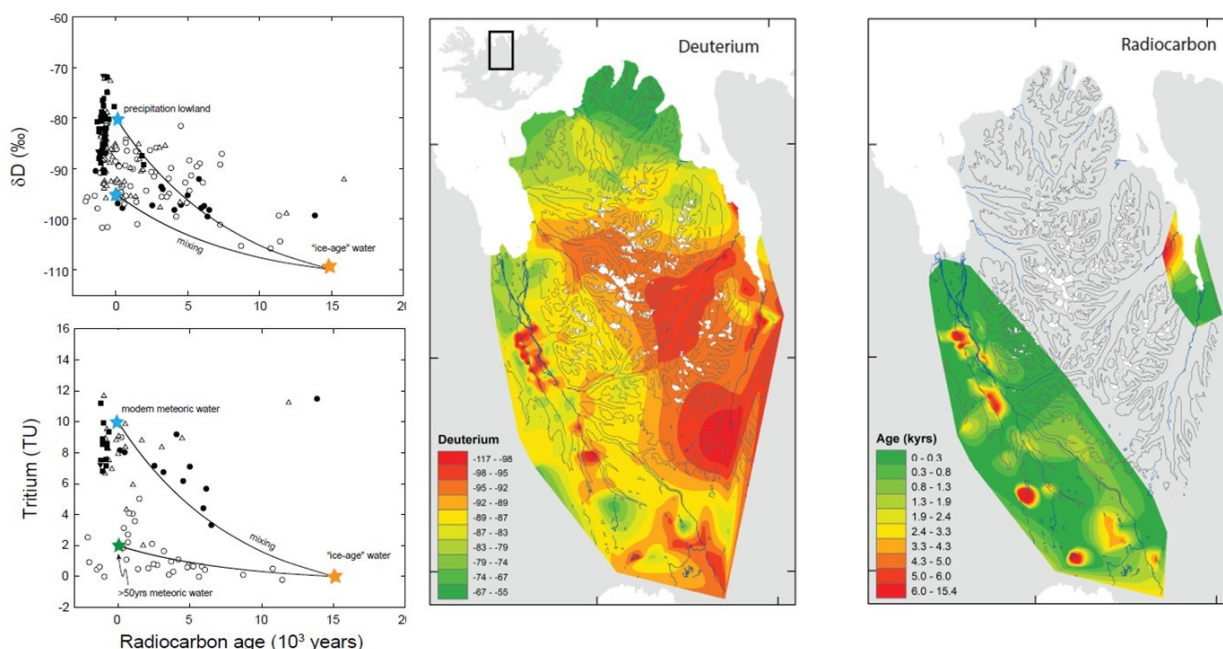 -60
-70
-80
-90
-100
-110
δD (‰)
precipitation lowland
mixing
"ice-age" water
0
5
10
15
20
16
14
12
10
8
6
4
2
0
-2
Tritium (TU)
modern meteoric water
mixing
"ice-age" water
>50yrs meteoric water
0
5
10
15
20
Radiocarbon age (10³ years)
Deuterium
Deuterium
-117 - -98
-98 - -95
-95 - -92
-92 - -89
-89 - -87
-87 - -83
-83 - -79
-79 - -74
-74 - -67
-67 - -55
Radiocarbon
Age (kyrs)
0 - 0.3
0.3 - 0.8
0.8 - 1.3
1.3 - 1.9
1.9 - 2.4
2.4 - 3.3
3.3 - 4.3
4.3 - 5.0
5.0 - 6.0
6.0 - 15.4